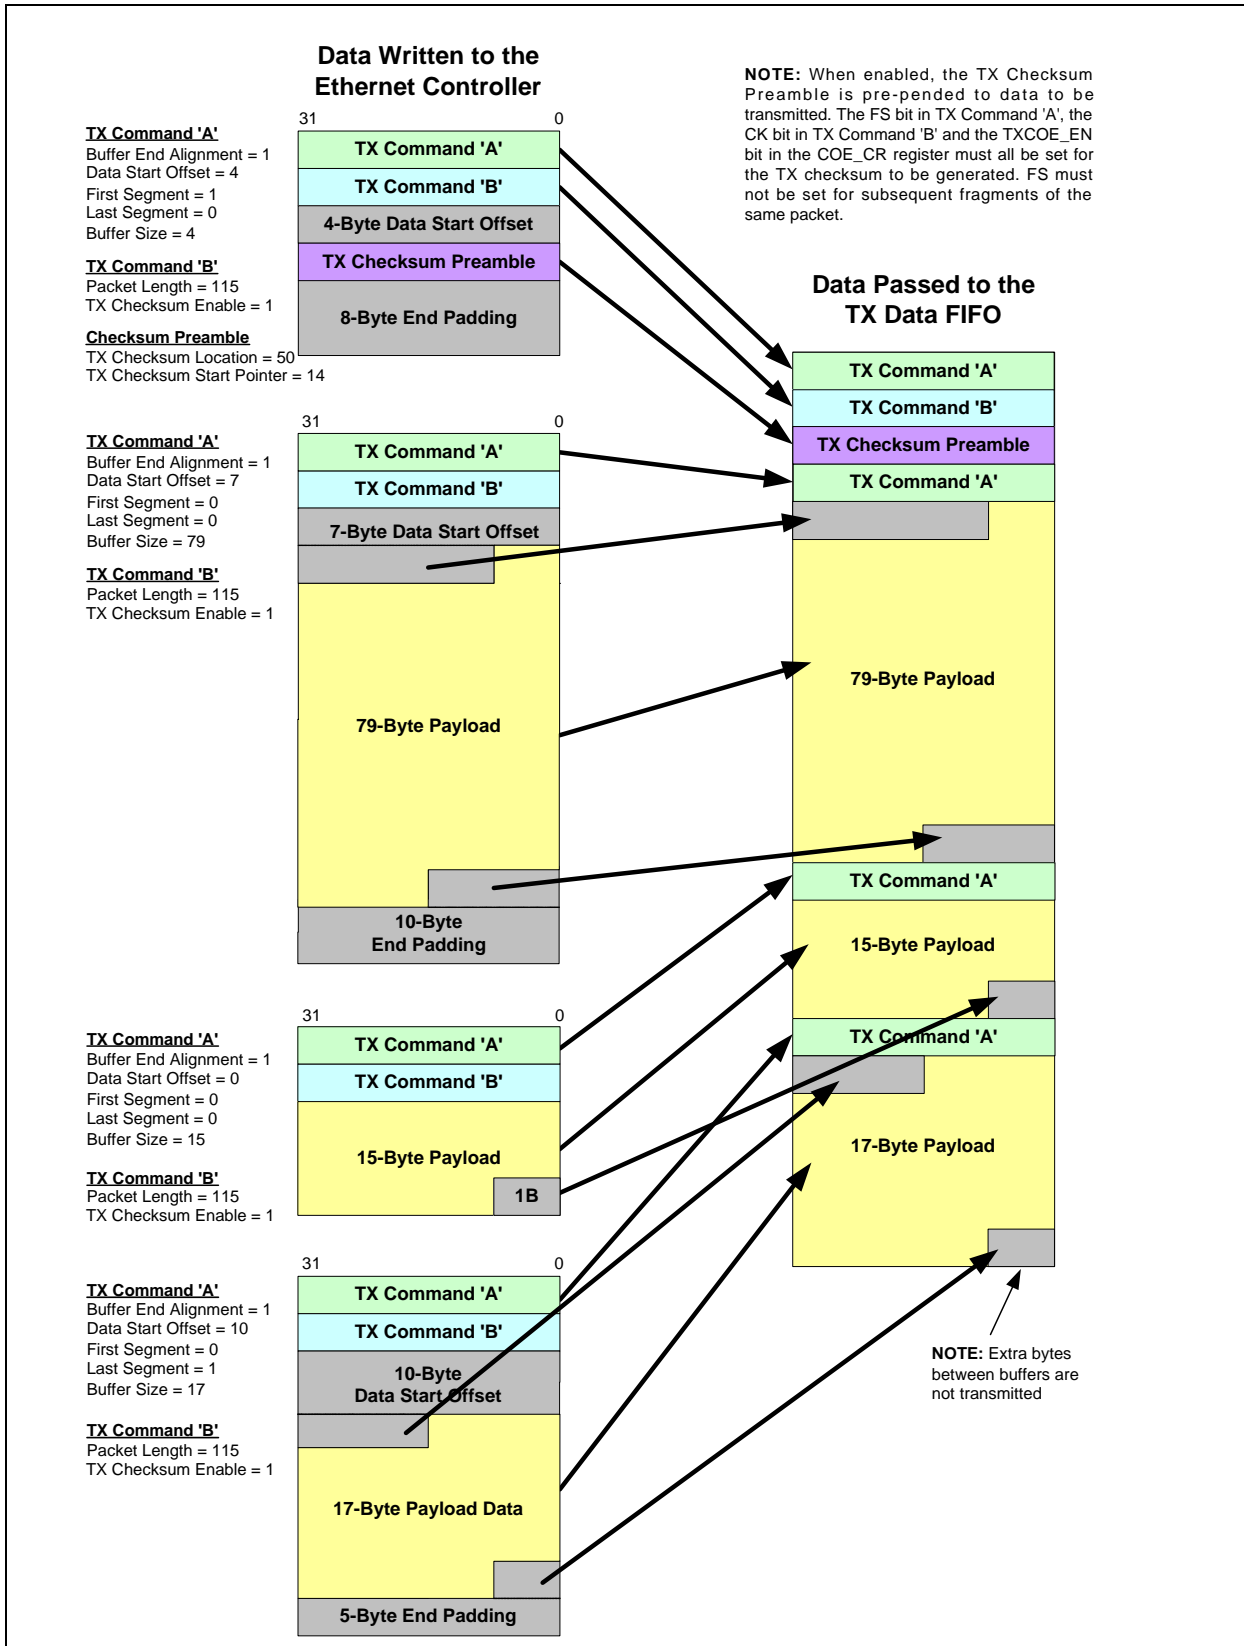 Data Written to the
Ethernet Controller
NOTE: When enabled, the TX Checksum
Preamble is pre-pended to data to be
transmitted. The FS bit in TX Command 'A', the
CK bit in TX Command 'B' and the TXCOE_EN
bit in the COE_CR register must all be set for
the TX checksum to be generated. FS must
not be set for subsequent fragments of the
same packet.
31 0
TX Command 'A'
Buffer End Alignment = 1
Data Start Offset = 4
First Segment = 1
Last Segment = 0
Buffer Size = 4
TX Command 'B'
Packet Length = 115
TX Checksum Enable = 1
Checksum Preamble
TX Checksum Location = 50
TX Checksum Start Pointer = 14
TX Command 'A'
TX Command 'B'
4-Byte Data Start Offset
TX Checksum Preamble
8-Byte End Padding
31 0
TX Command 'A'
Buffer End Alignment = 1
Data Start Offset = 7
First Segment = 0
Last Segment = 0
Buffer Size = 79
TX Command 'B'
Packet Length = 115
TX Checksum Enable = 1
TX Command 'A'
TX Command 'B'
7-Byte Data Start Offset
79-Byte Payload
10-Byte
End Padding
31 0
TX Command 'A'
Buffer End Alignment = 1
Data Start Offset = 0
First Segment = 0
Last Segment = 0
Buffer Size = 15
TX Command 'B'
Packet Length = 115
TX Checksum Enable = 1
TX Command 'A'
TX Command 'B'
15-Byte Payload
1B
31 0
TX Command 'A'
Buffer End Alignment = 1
Data Start Offset = 10
First Segment = 0
Last Segment = 1
Buffer Size = 17
TX Command 'B'
Packet Length = 115
TX Checksum Enable = 1
TX Command 'A'
TX Command 'B'
10-Byte
Data Start Offset
17-Byte Payload Data
5-Byte End Padding
Data Passed to the
TX Data FIFO
TX Command 'A'
TX Command 'B'
TX Checksum Preamble
TX Command 'A'
79-Byte Payload
TX Command 'A'
15-Byte Payload
TX Command 'A'
17-Byte Payload
NOTE: Extra bytes
between buffers are
not transmitted